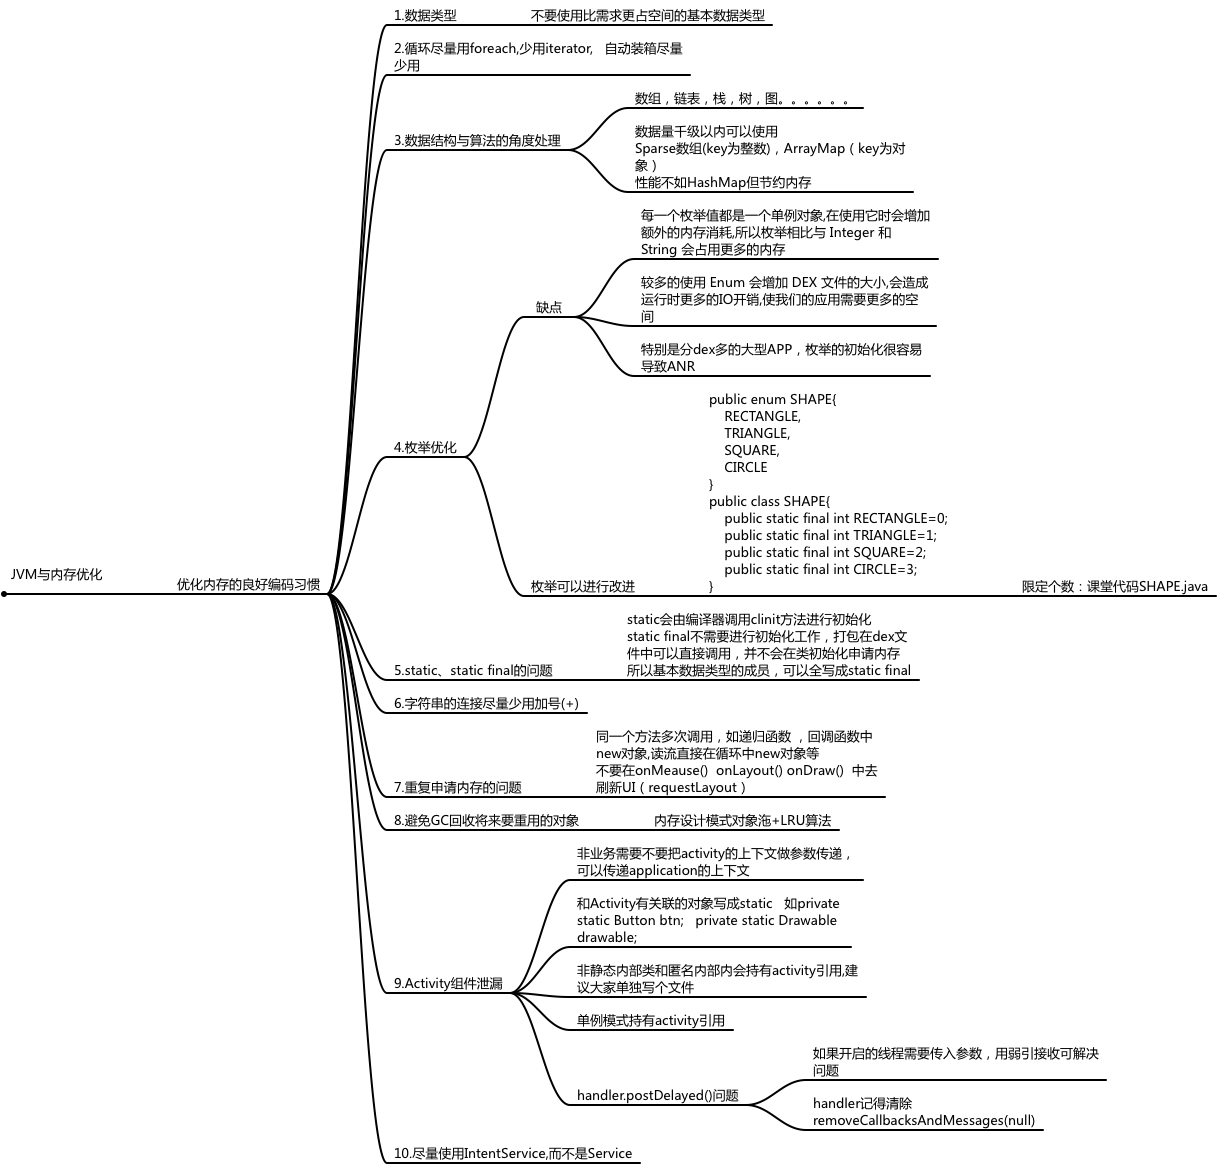 JVM与内存优化
优化内存的良好编码习惯
1.数据类型
不要使用比需求更占空间的基本数据类型
2.循环尽量用foreach,少用iterator, 自动装箱尽量
少用
3.数据结构与算法的角度处理
数组，链表，栈，树，图。。。。。。
数据量千级以内可以使用
Sparse数组(key为整数)，ArrayMap（key为对
象）
性能不如HashMap但节约内存
4.枚举优化
缺点
每一个枚举值都是一个单例对象,在使用它时会增加
额外的内存消耗,所以枚举相比与 Integer 和
String 会占用更多的内存
较多的使用 Enum 会增加 DEX 文件的大小,会造成
运行时更多的IO开销,使我们的应用需要更多的空
间
特别是分dex多的大型APP，枚举的初始化很容易
导致ANR
枚举可以进行改进
public enum SHAPE{
RECTANGLE,
TRIANGLE,
SQUARE,
CIRCLE
}
public class SHAPE{
public static final int RECTANGLE=0;
public static final int TRIANGLE=1;
public static final int SQUARE=2;
public static final int CIRCLE=3;
}
限定个数：课堂代码SHAPE.java
5.static、static final的问题
static会由编译器调用clinit方法进行初始化
static final不需要进行初始化工作，打包在dex文
件中可以直接调用，并不会在类初始化申请内存
所以基本数据类型的成员，可以全写成static final
6.字符串的连接尽量少用加号(+)
7.重复申请内存的问题
同一个方法多次调用，如递归函数 ，回调函数中
new对象,读流直接在循环中new对象等
不要在onMeause() onLayout() onDraw() 中去
刷新UI（requestLayout）
8.避免GC回收将来要重用的对象
内存设计模式对象沲+LRU算法
9.Activity组件泄漏
非业务需要不要把activity的上下文做参数传递，
可以传递application的上下文
和Activity有关联的对象写成static 如private
static Button btn; private static Drawable
drawable;
非静态内部类和匿名内部内会持有activity引用,建
议大家单独写个文件
单例模式持有activity引用
handler.postDelayed()问题
如果开启的线程需要传入参数，用弱引接收可解决
问题
handler记得清除
removeCallbacksAndMessages(null)
10.尽量使用IntentService,而不是Service